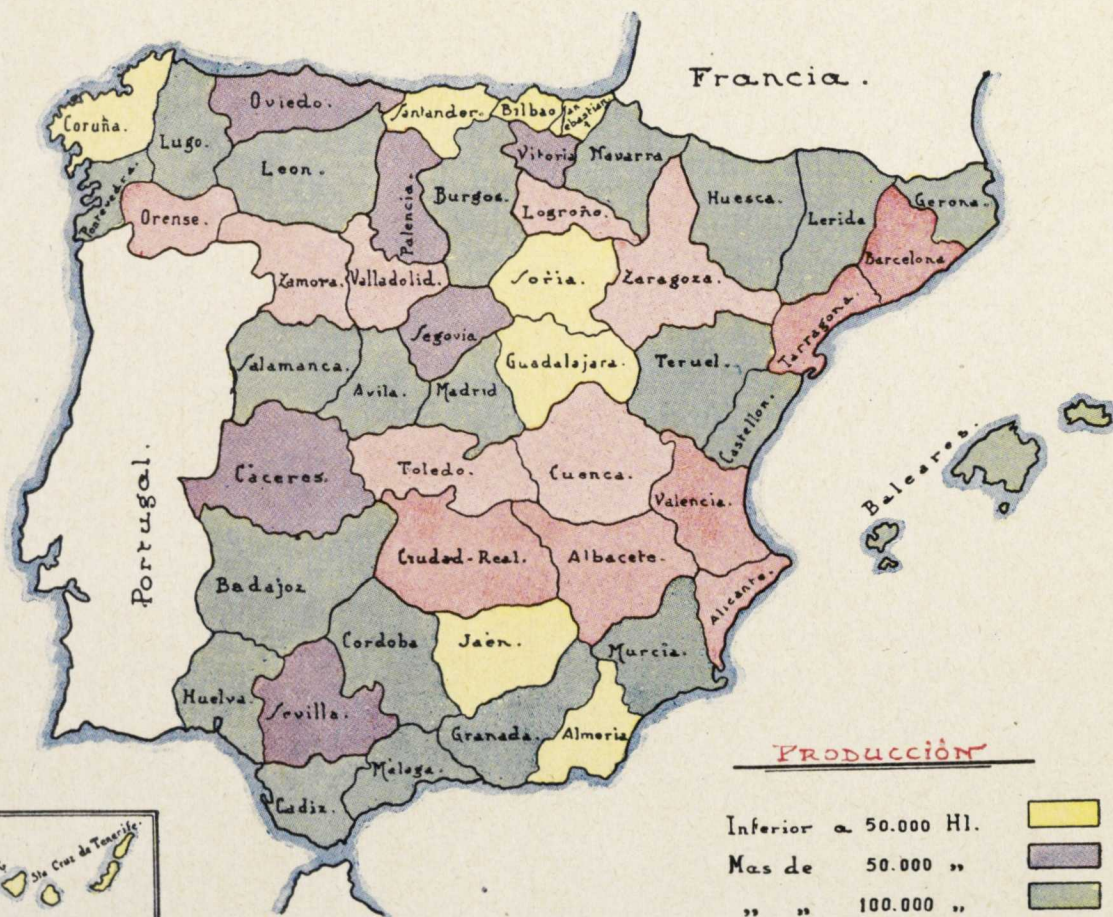 Francia.
Oviedo.
Santander.
Bilbao
San Sebastian
Coruña.
Lugo.
Leon.
Vitoria
Navarra
Pontevedra.
Orense.
Palencia.
Burgos.
Logroño.
Huesca.
Lerida
Gerona.
Barcelona
Zamora.
Valladolid.
Soria.
Zaragoza.
Tarragona.
Segovia
Salamanca.
Avila.
Madrid
Guadalajara.
Teruel.
Castellon.
Portugal.
Cáceres.
Toledo.
Cuenca.
Valencia.
Baleares.
Badajoz
Ciudad-Real.
Albacete.
Alicante.
Cordoba
Jaén.
Murcia.
Huelva.
Sevilla.
Granada.
Almeria
Málaga.
Cadiz.
Sta Cruz de Tenerife.
PRODUCCIÓN
Inferior a 50.000 Hl.
Mas de 50.000 „
„ „ 100.000 „